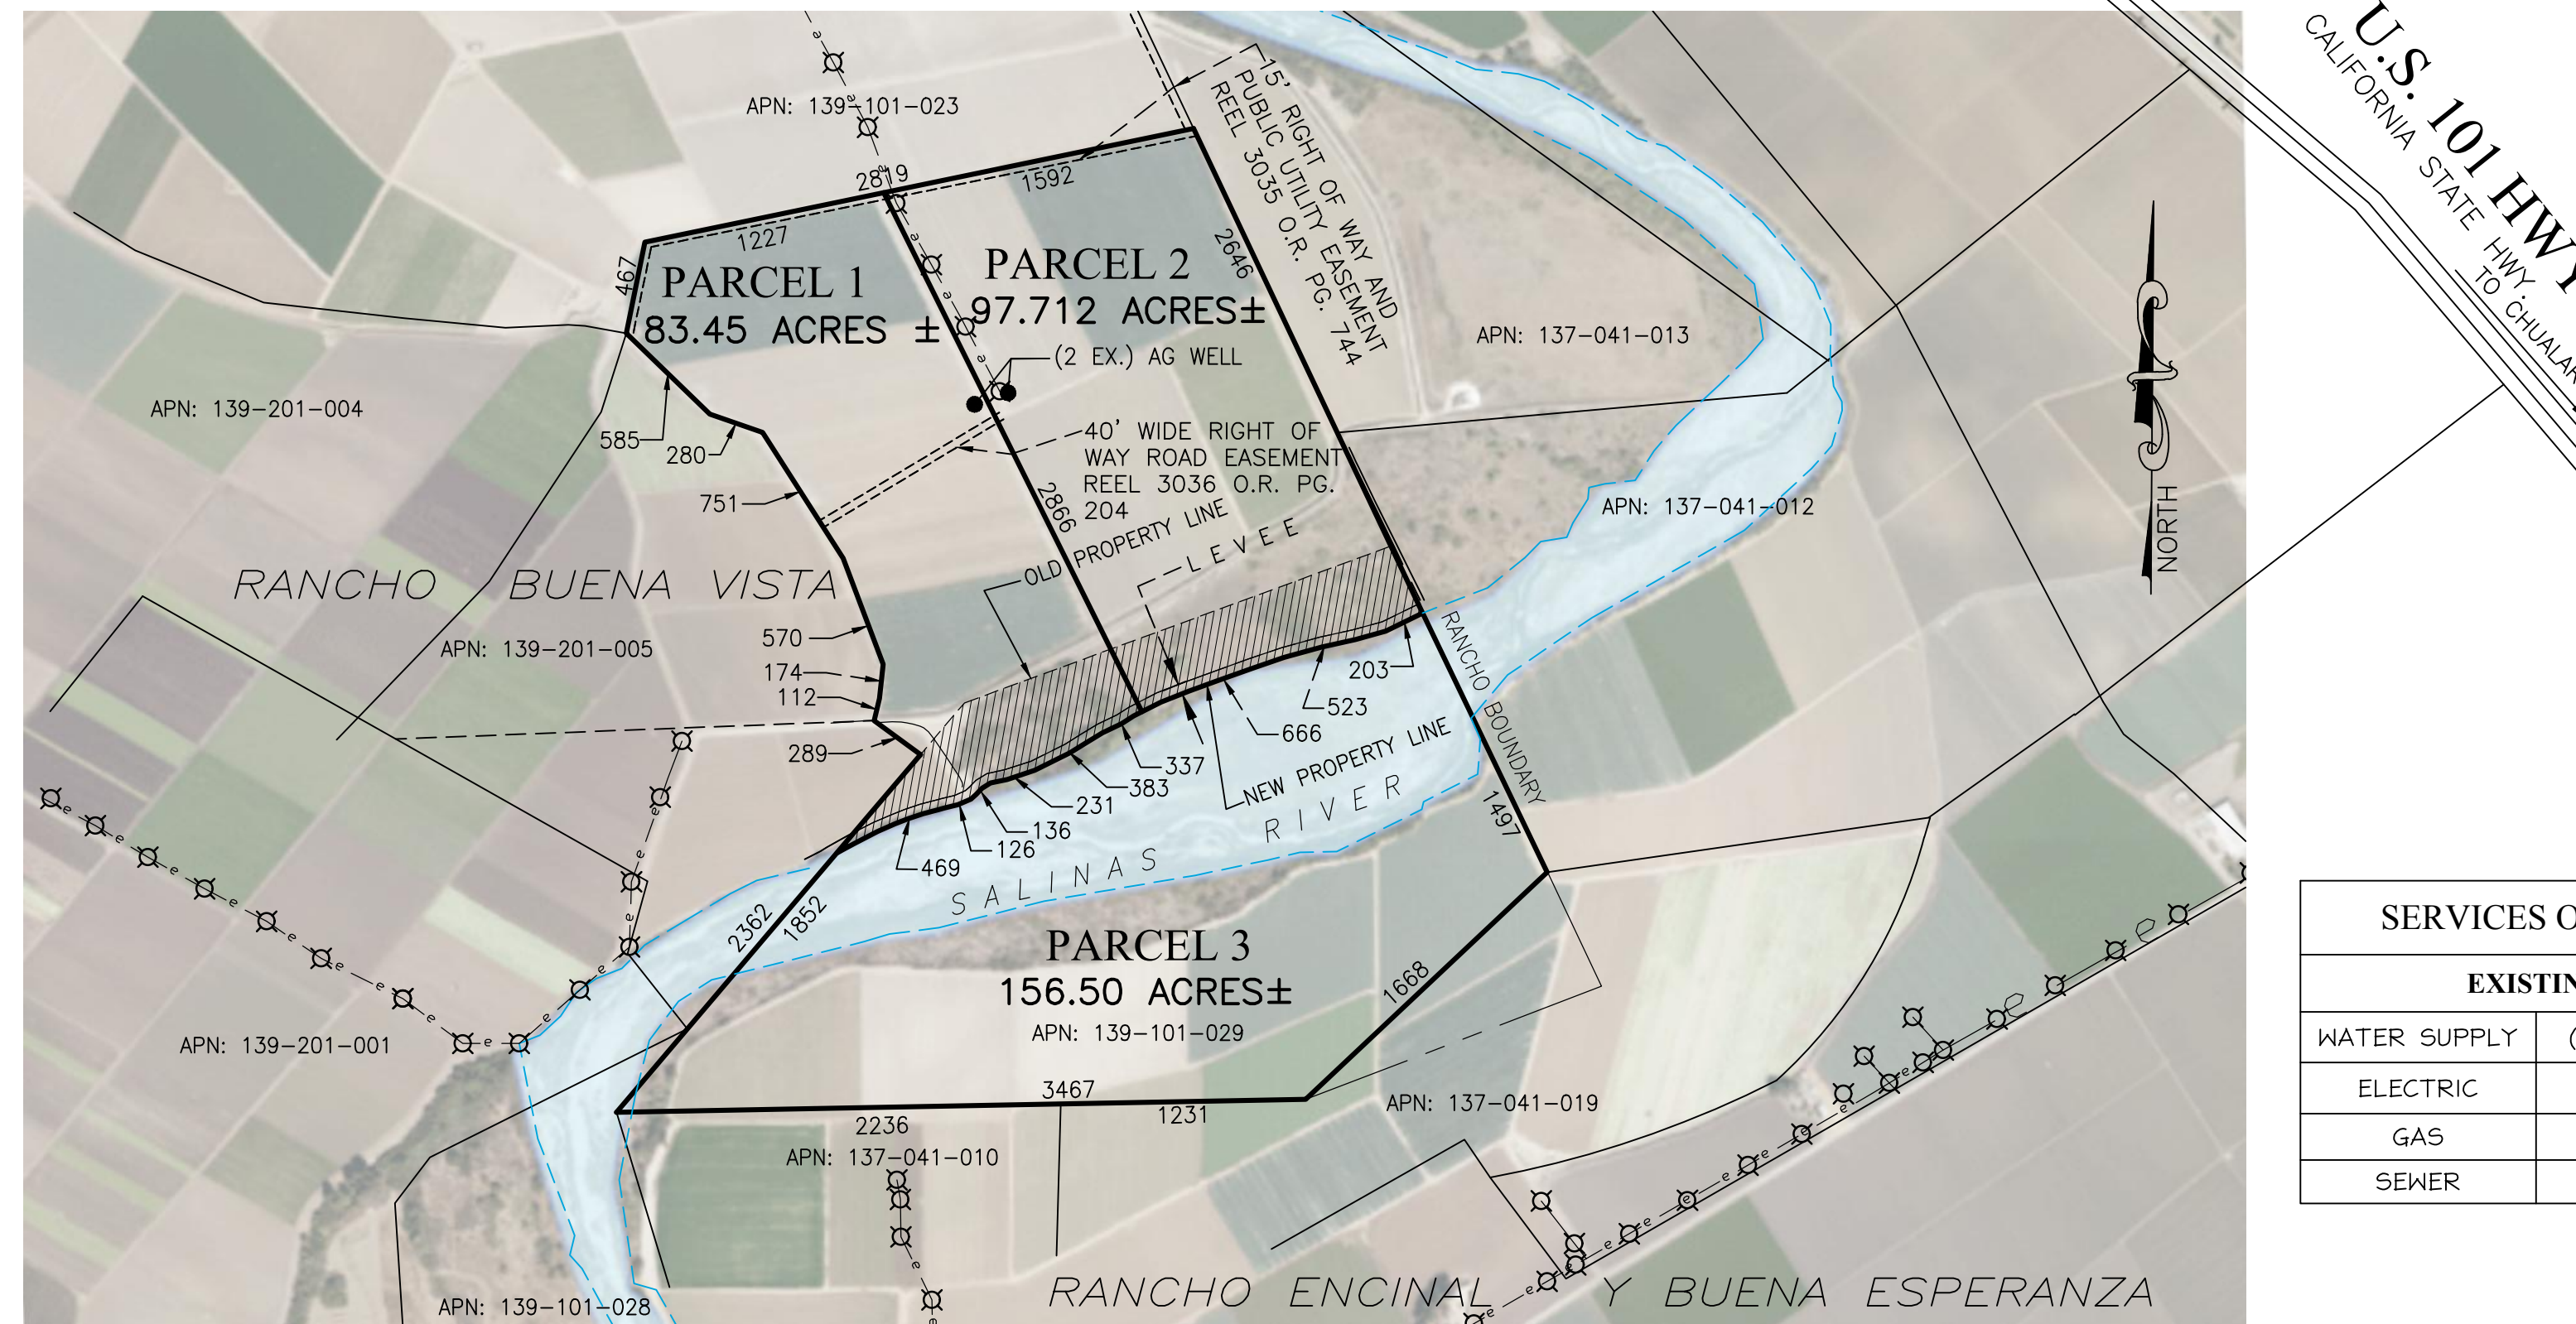 U.S. 101 HWY
CALIFORNIA STATE HWY.
TO CHUALAR
APN: 139-101-023
15' RIGHT OF WAY AND
PUBLIC UTILITY EASEMENT
REEL 3035 O.R. PG. 744
2819
1592
1227
467
2646
PARCEL 1
83.45 ACRES ±
PARCEL 2
97.712 ACRES±
(2 EX.) AG WELL
APN: 137-041-013
APN: 139-201-004
585
280
751
40' WIDE RIGHT OF
WAY ROAD EASEMENT
REEL 3036 O.R. PG.
204
2866
OLD PROPERTY LINE
LEVEE
APN: 137-041-012
NORTH
RANCHO BUENA VISTA
APN: 139-201-005
570
174
112
289
203
523
666
337
383
231
136
126
469
NEW PROPERTY LINE
RANCHO BOUNDARY
1497
SALINAS RIVER
2362
1852
PARCEL 3
156.50 ACRES±
APN: 139-101-029
1668
APN: 139-201-001
3467
2236
1231
APN: 137-041-010
APN: 137-041-019
APN: 139-101-028
RANCHO ENCINAL Y BUENA ESPERANZA
SERVICES O
EXISTIN
WATER SUPPLY (
ELECTRIC
GAS
SEWER